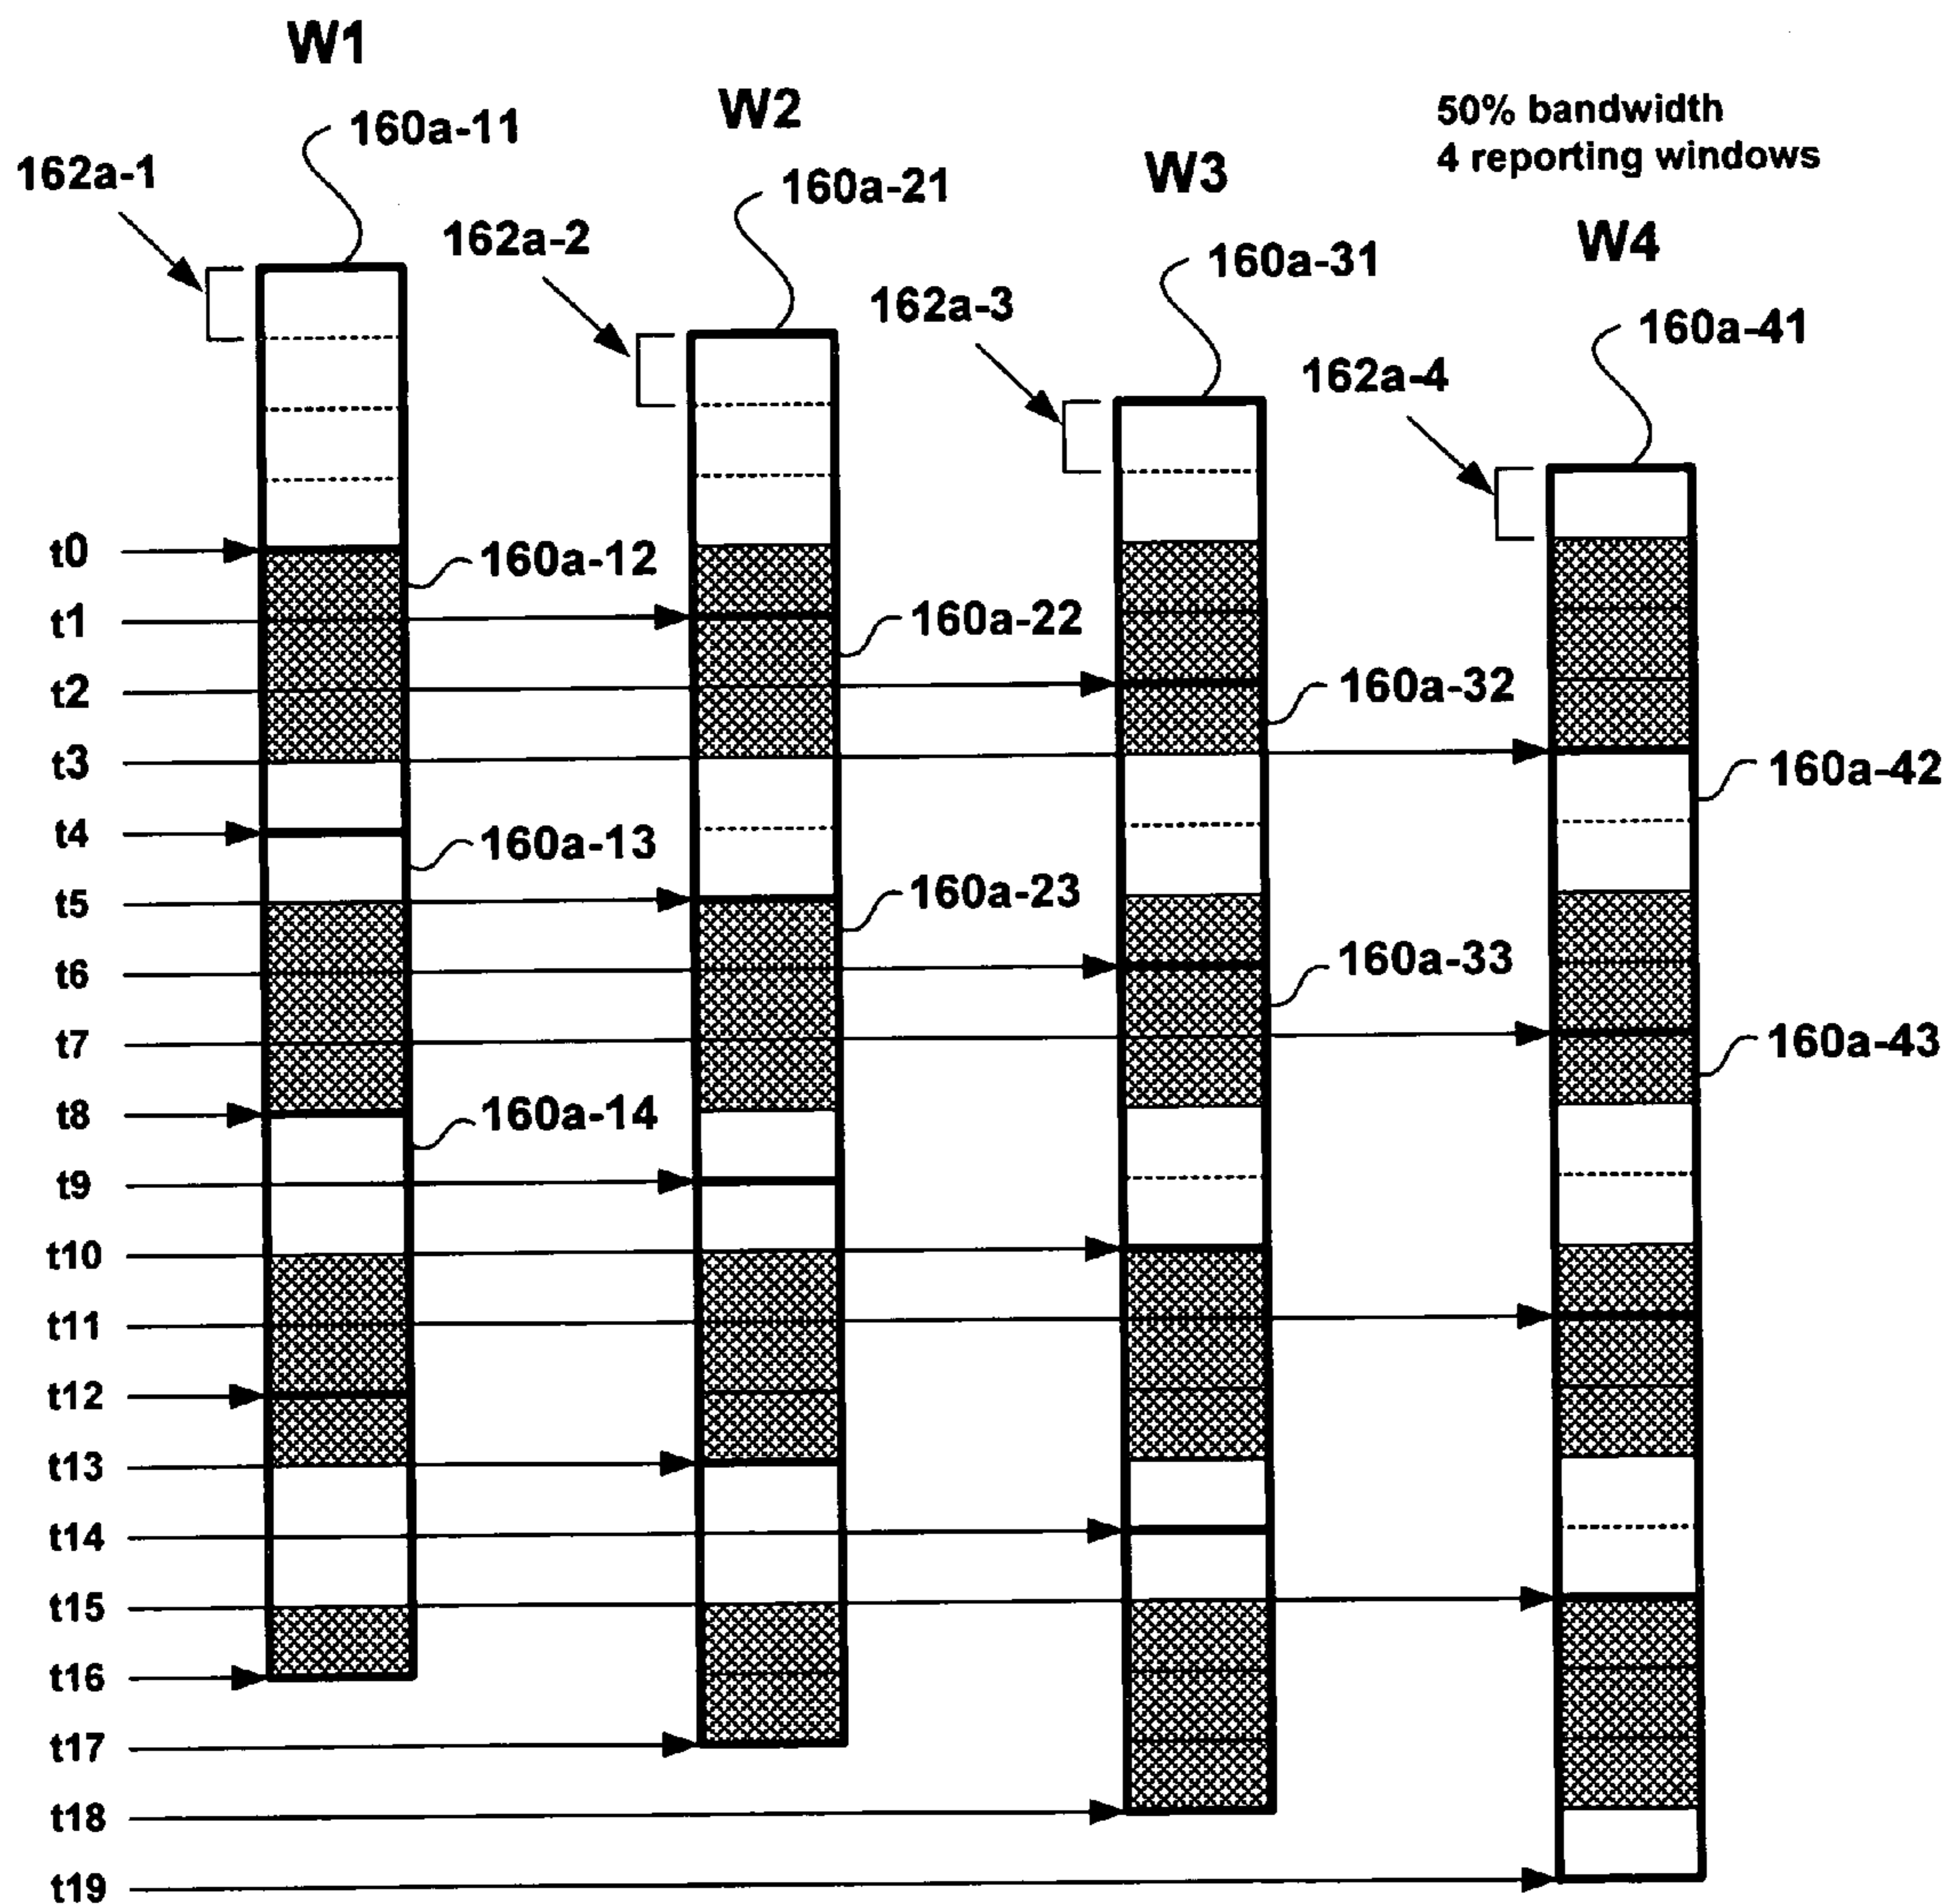 W1
160a-11
W2
50% bandwidth
4 reporting windows
162a-1
160a-21
W3
162a-2
160a-31
W4
162a-3
160a-41
162a-4
t0
160a-12
t1
160a-22
t2
160a-32
t3
160a-42
t4
160a-13
t5
160a-23
t6
160a-33
t7
160a-43
t8
160a-14
t9
t10
t11
t12
t13
t14
t15
t16
t17
t18
t19